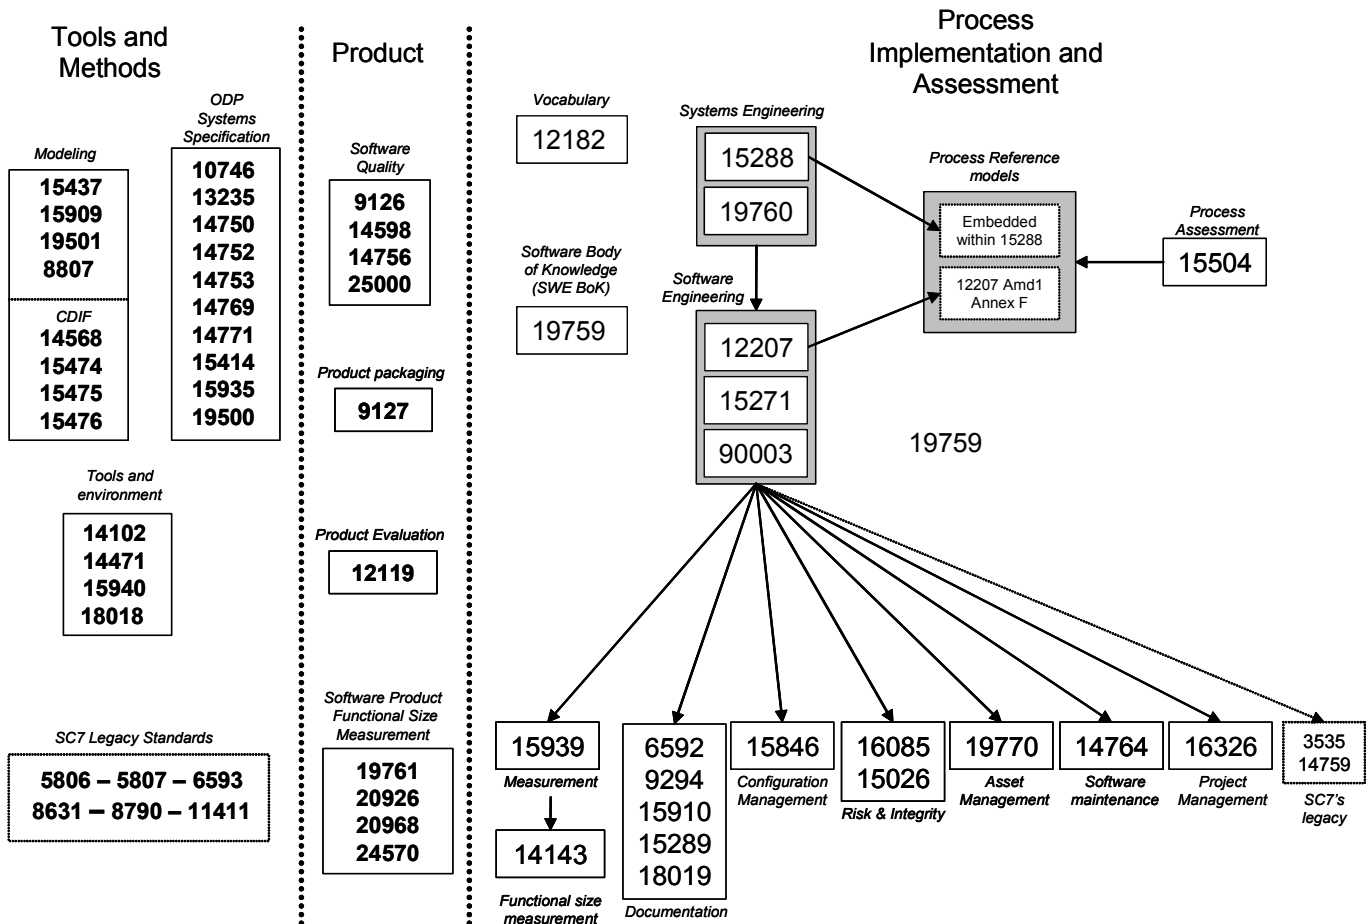 Tools and
Methods
ODP
Systems
Specification
Modeling
15437
15909
19501
8807
CDIF
14568
15474
15475
15476
10746
13235
14750
14752
14753
14769
14771
15414
15935
19500
Tools and
environment
14102
14471
15940
18018
SC7 Legacy Standards
5806 – 5807 – 6593
8631 – 8790 – 11411
Product
Software
Quality
9126
14598
14756
25000
Product packaging
9127
Product Evaluation
12119
Software Product
Functional Size
Measurement
19761
20926
20968
24570
Process
Implementation and
Assessment
Vocabulary
12182
Software Body
of Knowledge
(SWE BoK)
19759
Systems Engineering
15288
19760
Software
Engineering
12207
15271
90003
Process Reference
models
Embedded
within 15288
12207 Amd1
Annex F
Process
Assessment
15504
19759
15939
Measurement
14143
Functional size
measurement
6592
9294
15910
15289
18019
Documentation
15846
Configuration
Management
16085
15026
Risk & Integrity
19770
Asset
Management
14764
Software
maintenance
16326
Project
Management
3535
14759
SC7's
legacy